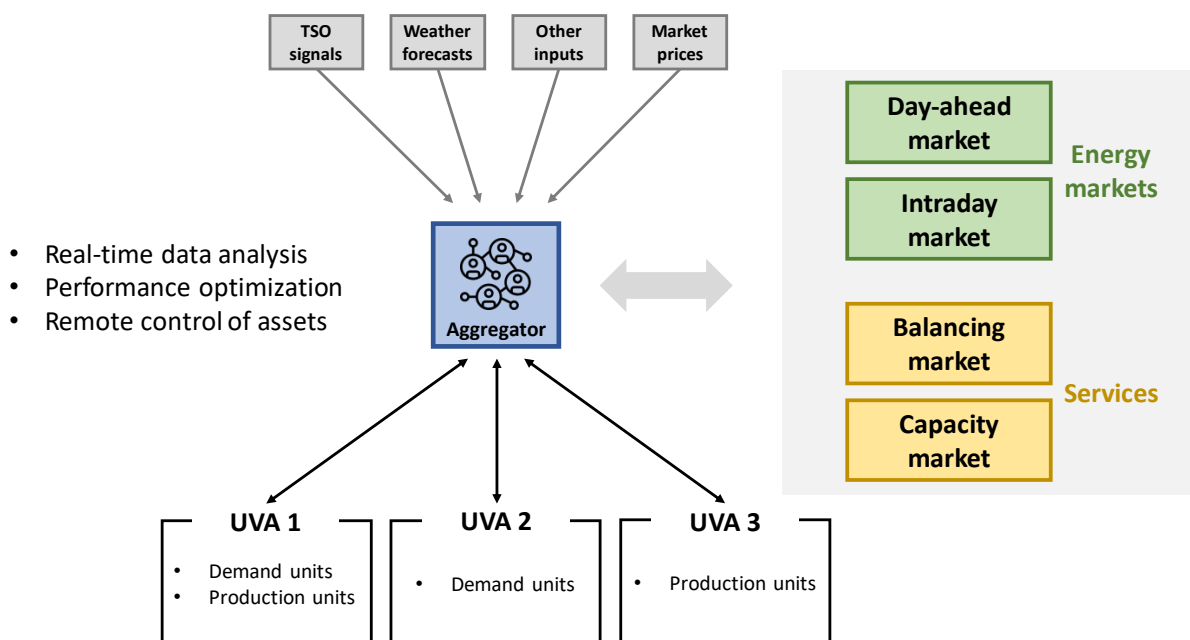 TSO
signals
Weather
forecasts
Other
inputs
Market
prices
Day-ahead
market
Intraday
market
Energy
markets
Balancing
market
Capacity
market
Services
• Real-time data analysis
• Performance optimization
• Remote control of assets
Aggregator
UVA 1
• Demand units
• Production units
UVA 2
• Demand units
UVA 3
• Production units